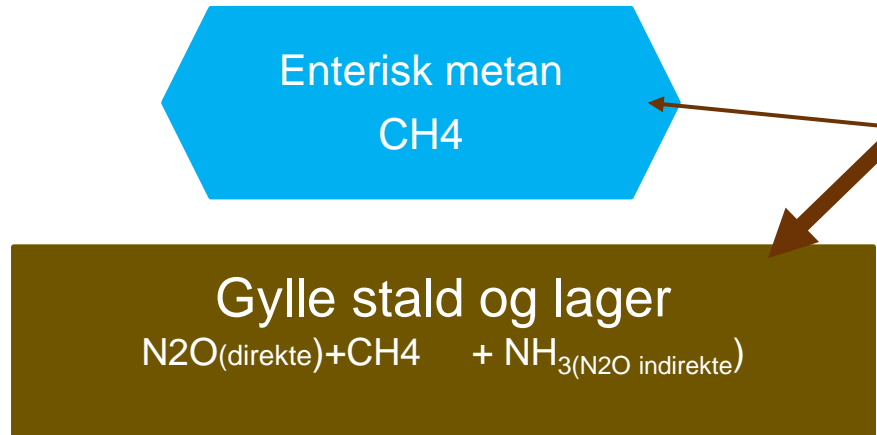 Enterisk metan
CH4
Gylle stald og lager
N2O(direkte)+CH4 + NH3(N2O indirekte)